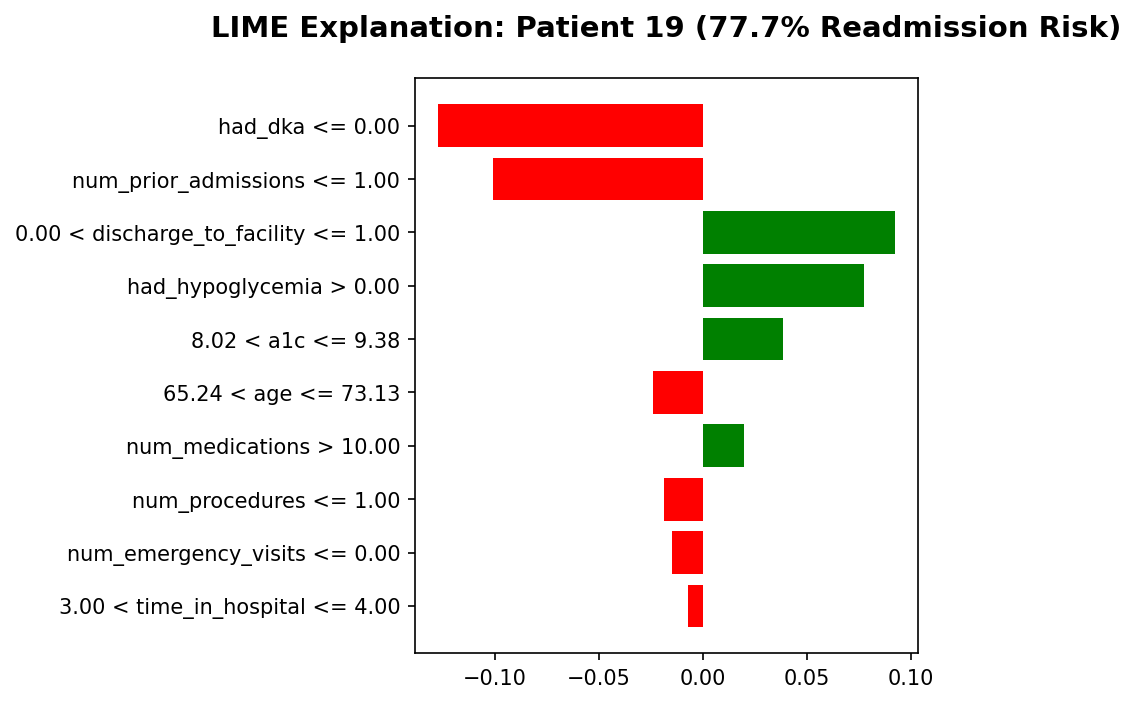 LIME Explanation: Patient 19 (77.7% Readmission Risk)
had_dka <= 0.00
num_prior_admissions <= 1.00
0.00 < discharge_to_facility <= 1.00
had_hypoglycemia > 0.00
8.02 < a1c <= 9.38
65.24 < age <= 73.13
num_medications > 10.00
num_procedures <= 1.00
num_emergency_visits <= 0.00
3.00 < time_in_hospital <= 4.00
−0.10 −0.05 0.00 0.05 0.10